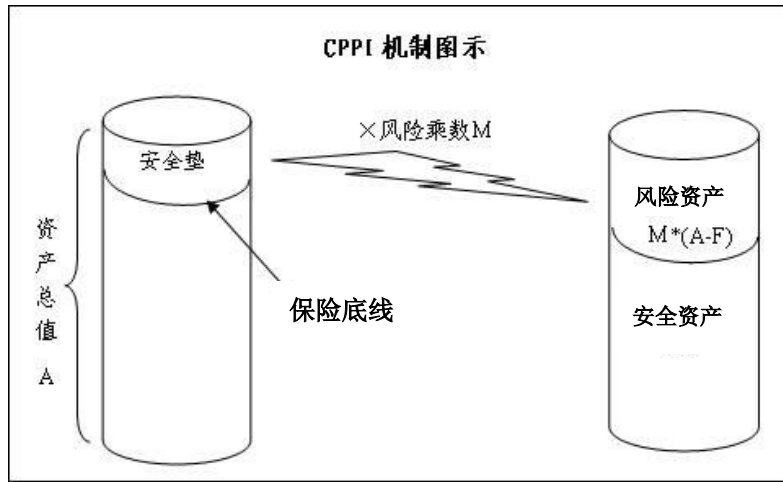 CPPI 机制图示
×风险乘数M
安全垫
风险资产
M*(A-F)
资产总值 A
保险底线
安全资产